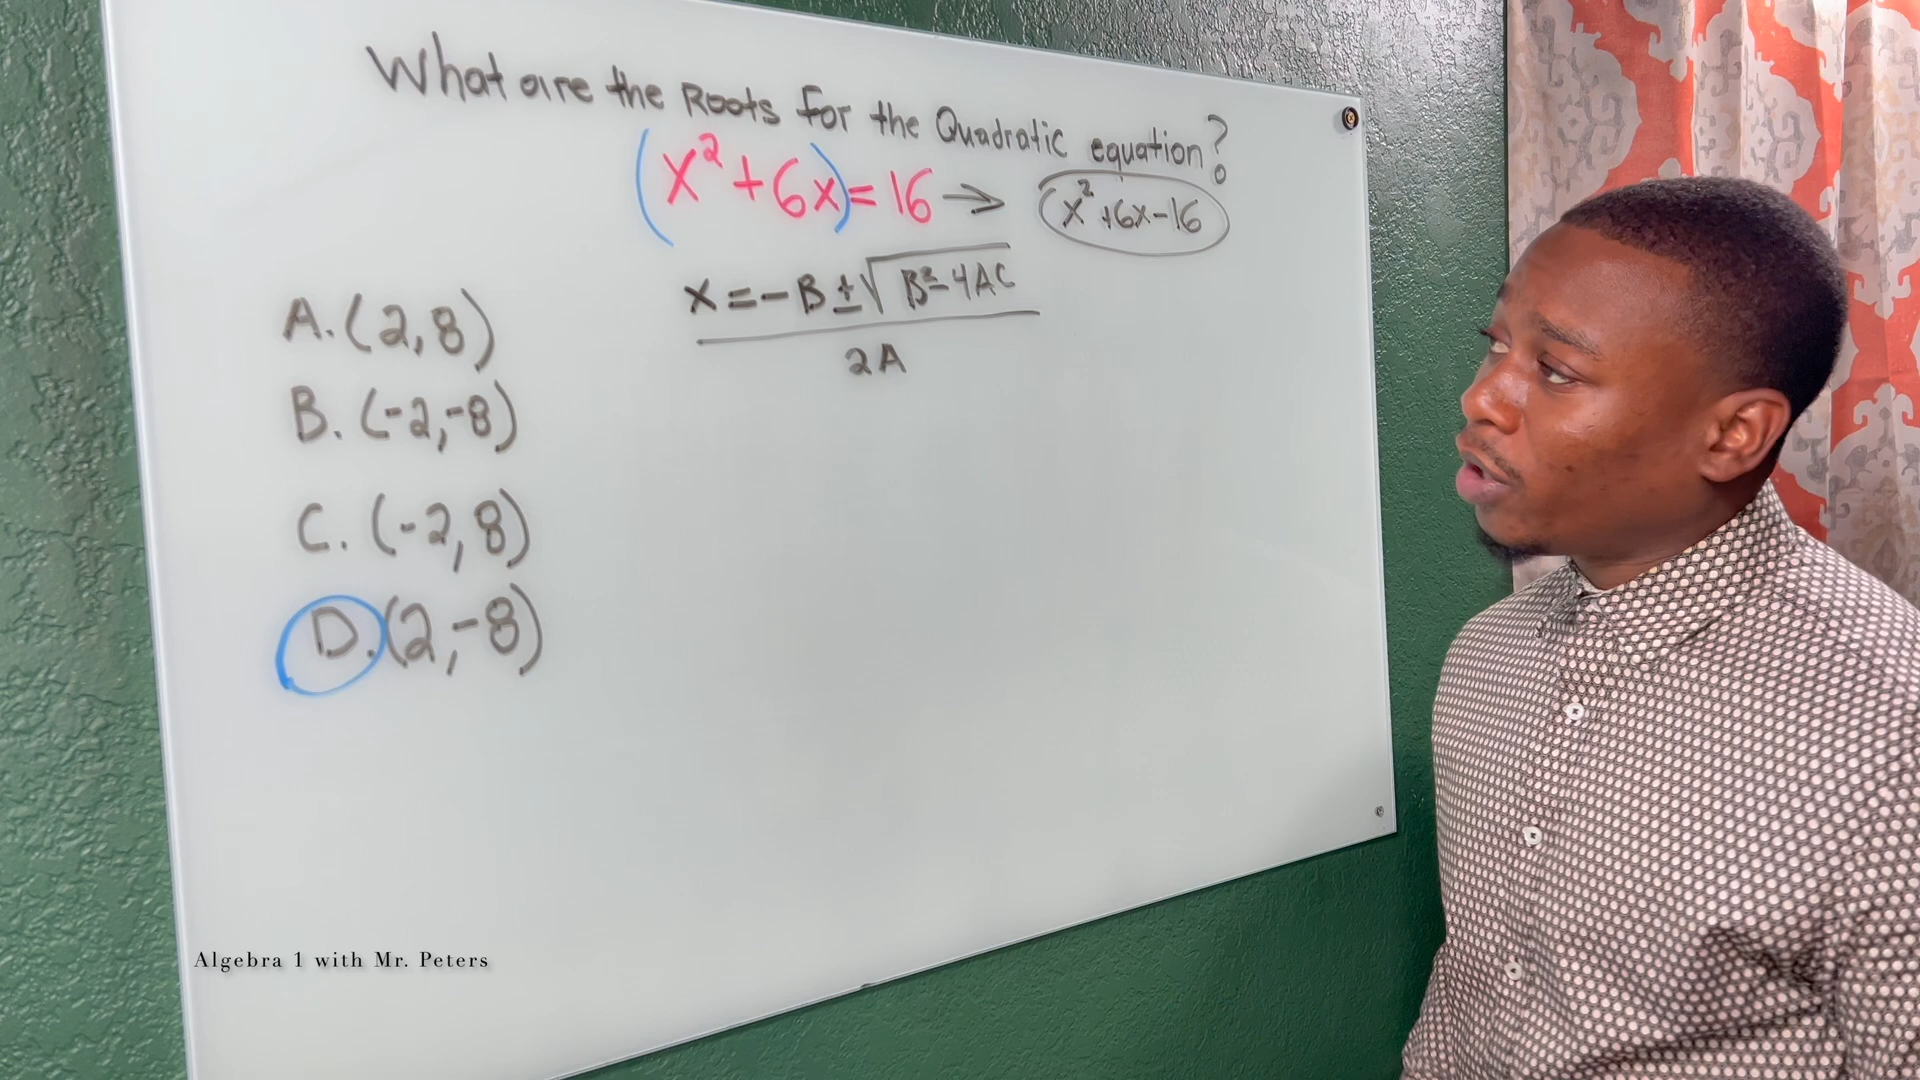 What are the Roots for the Quadratic equation?
(x²+6x)=16 → x²+6x-16
x=-B±√B²-4AC
2A
A. (2,8)
B. (-2,-8)
C. (-2,8)
D. (2,-8)
Algebra 1 with Mr. Peters